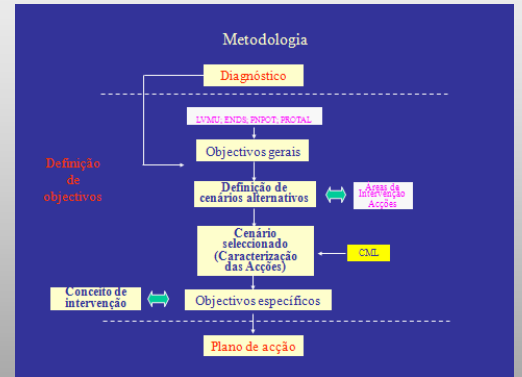 Metodologia
Diagnóstico
LVMU; ENDS; PNPOT; PROTAL
Objectivos gerais
Definição
de
objectivos
Definição de
cenários alternativos
Áreas de
Intervenção
Acções
Cenário
seleccionado
(Caracterização
das Acções)
CML
Conceito de
intervenção
Objectivos específicos
Plano de acção